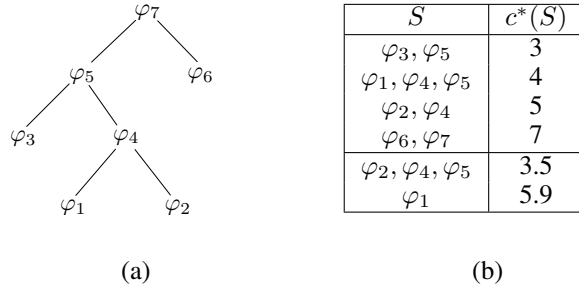 φ₇
φ₅
φ₆
φ₃
φ₄
φ₁
φ₂
(a)
S c*(S)
φ₃, φ₅ 3
φ₁, φ₄, φ₅ 4
φ₂, φ₄ 5
φ₆, φ₇ 7
φ₂, φ₄, φ₅ 3.5
φ₁ 5.9
(b)